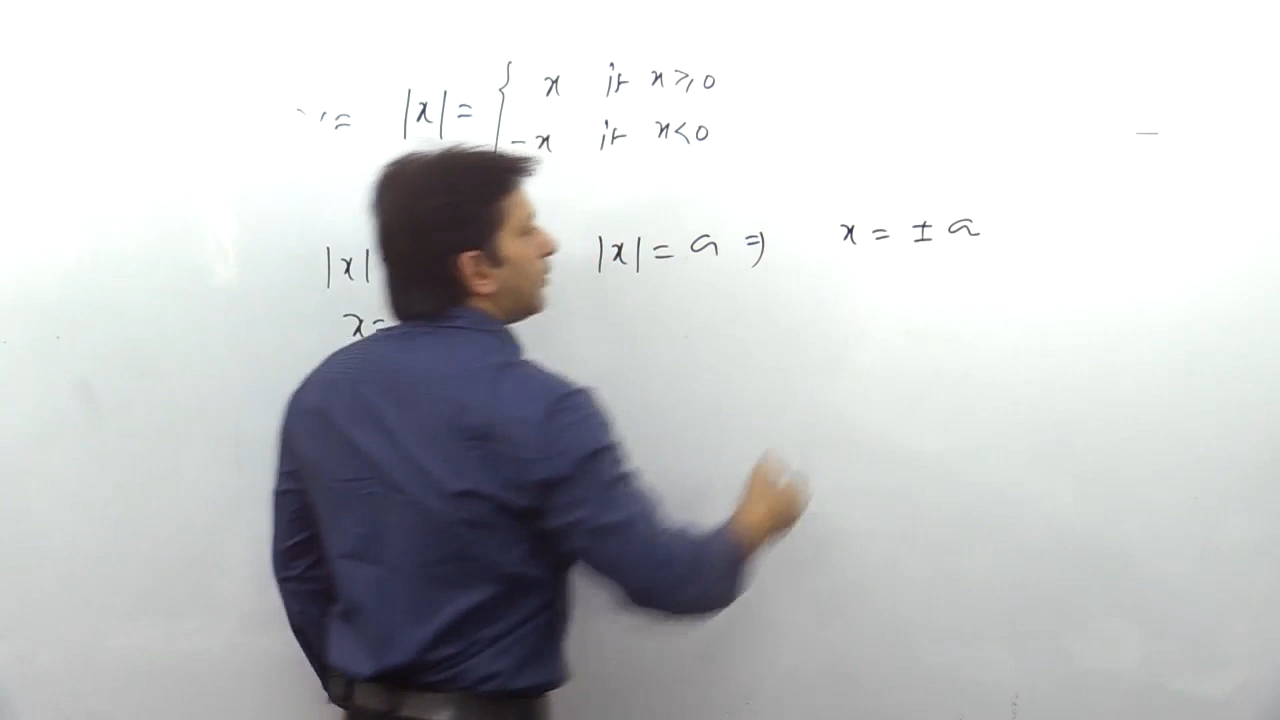 = |x| = { x if x ≥ 0
-x if x < 0
|x| |x| = a ⇒ x = ± a
x =